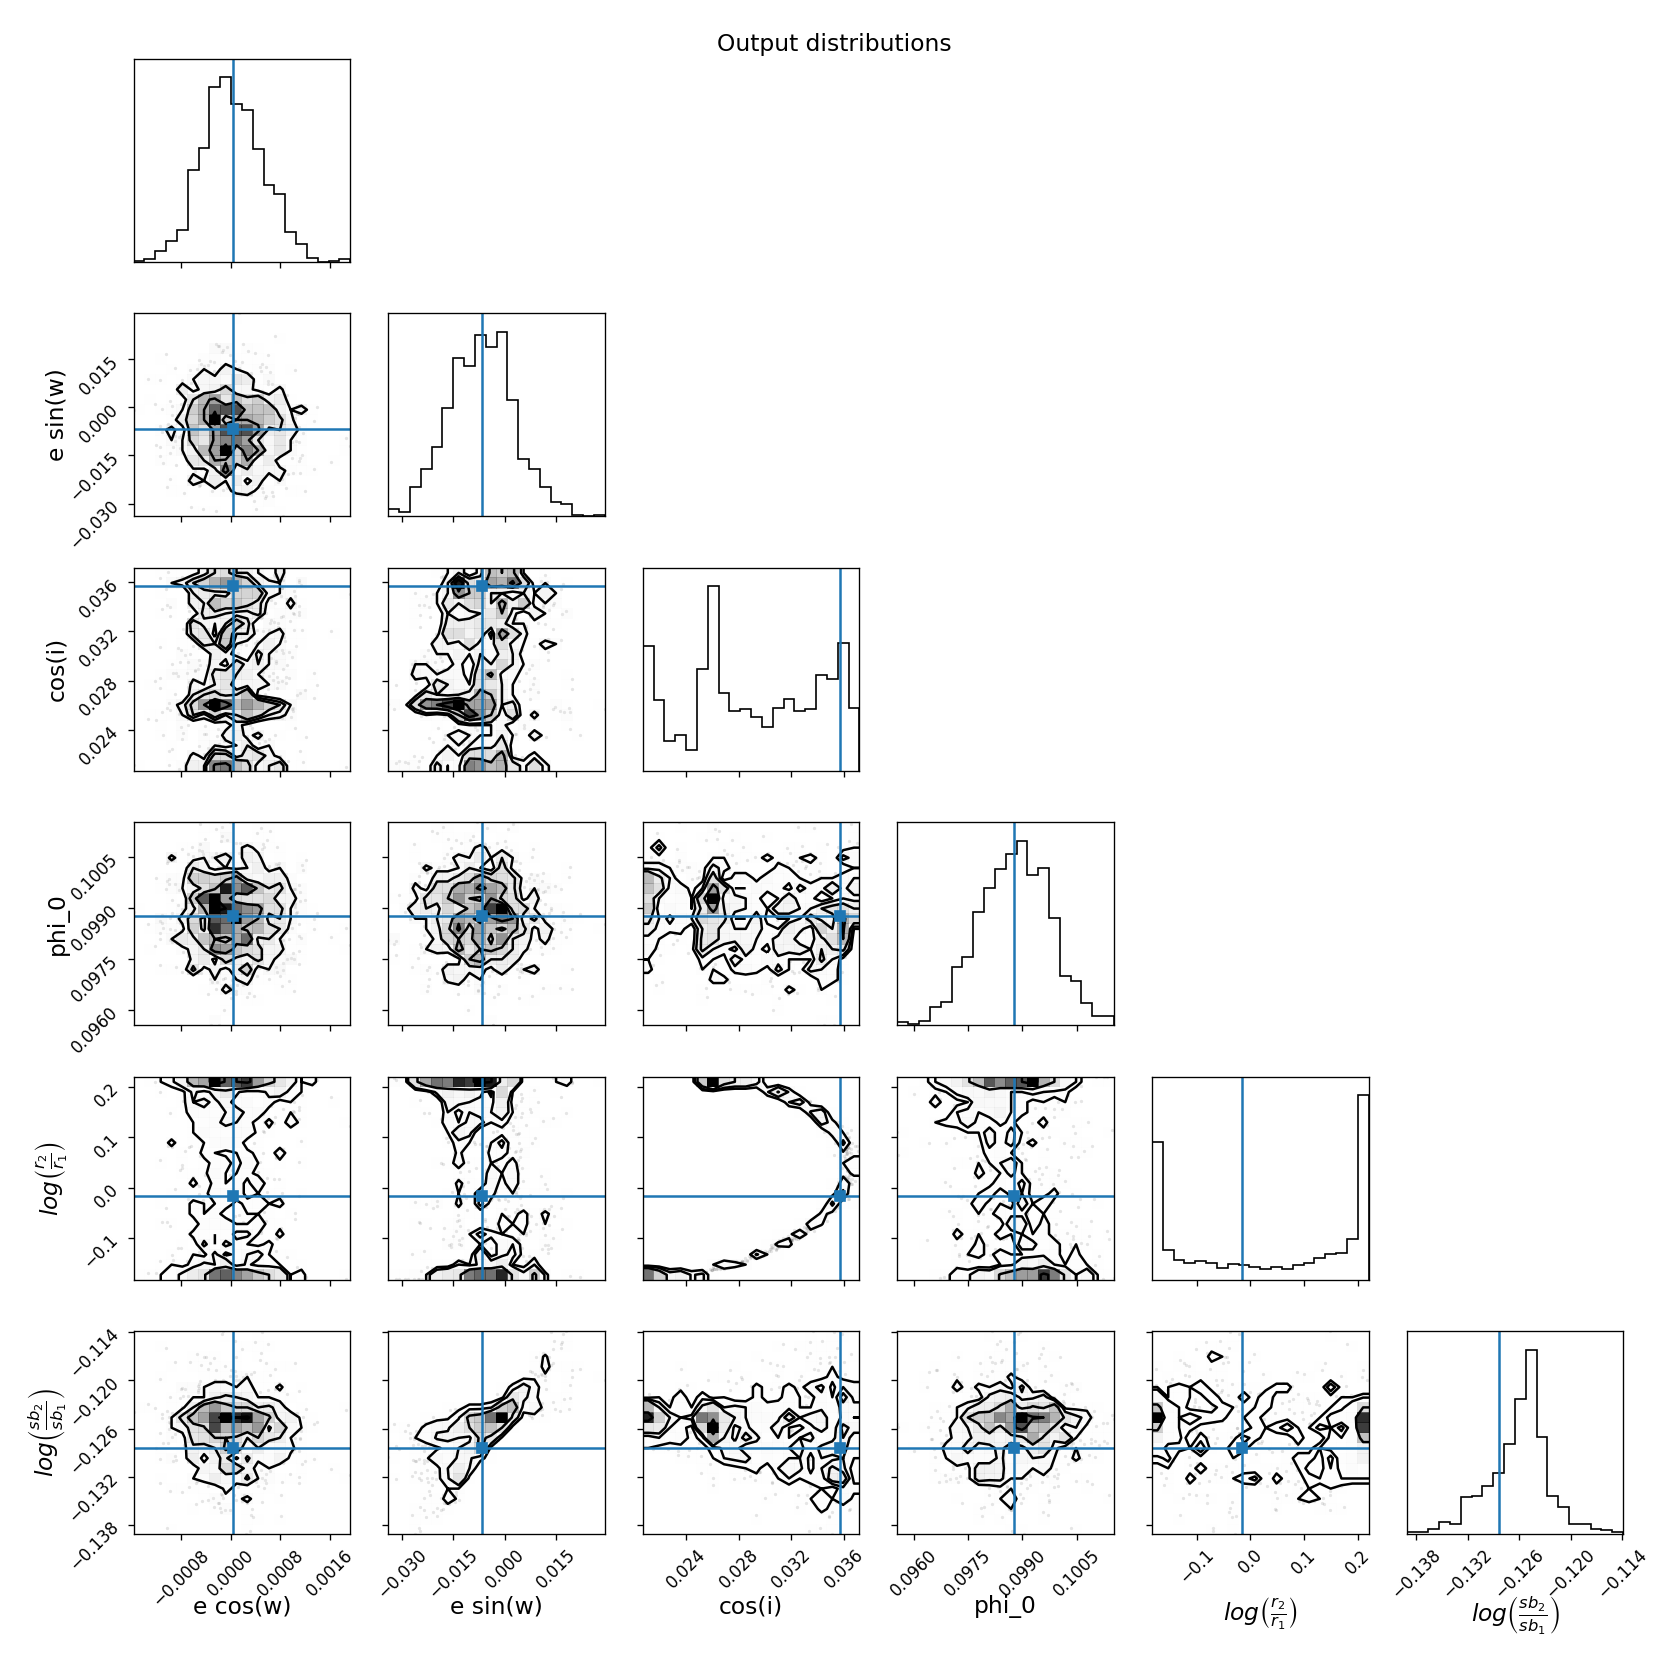 Output distributions
e sin(w)
0.015
0.000
−0.015
−0.030
cos(i)
0.036
0.032
0.028
0.024
phi_0
0.1005
0.0990
0.0975
0.0960
log(r2/r1)
0.2
0.1
0.0
−0.1
log(sb2/sb1)
−0.114
−0.120
−0.126
−0.132
−0.138
−0.0008 0.0000 0.0008 0.0016 −0.030 −0.015 0.000 0.015 0.024 0.028 0.032 0.036 0.0960 0.0975 0.0990 0.1005 −0.1 0.0 0.1 0.2 −0.138 −0.132 −0.126 −0.120 −0.114
e cos(w) e sin(w) cos(i) phi_0 log(r2/r1) log(sb2/sb1)